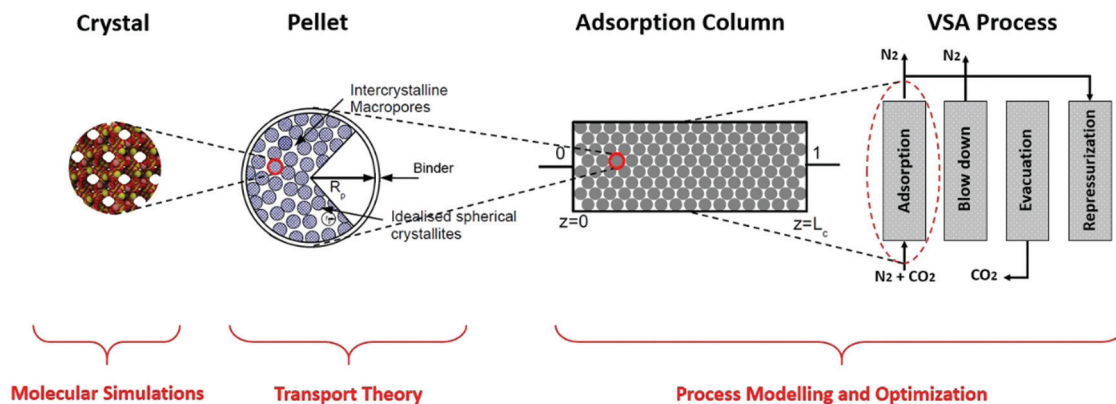 Crystal
Pellet
Adsorption Column
VSA Process
N2
N2
Intercrystalline
Macropores
Binder
Rp
Idealised spherical
crystallites
0
1
z=0
z=Lc
Adsorption
Blow down
Evacuation
Repressurization
N2 + CO2
CO2
Molecular Simulations
Transport Theory
Process Modelling and Optimization